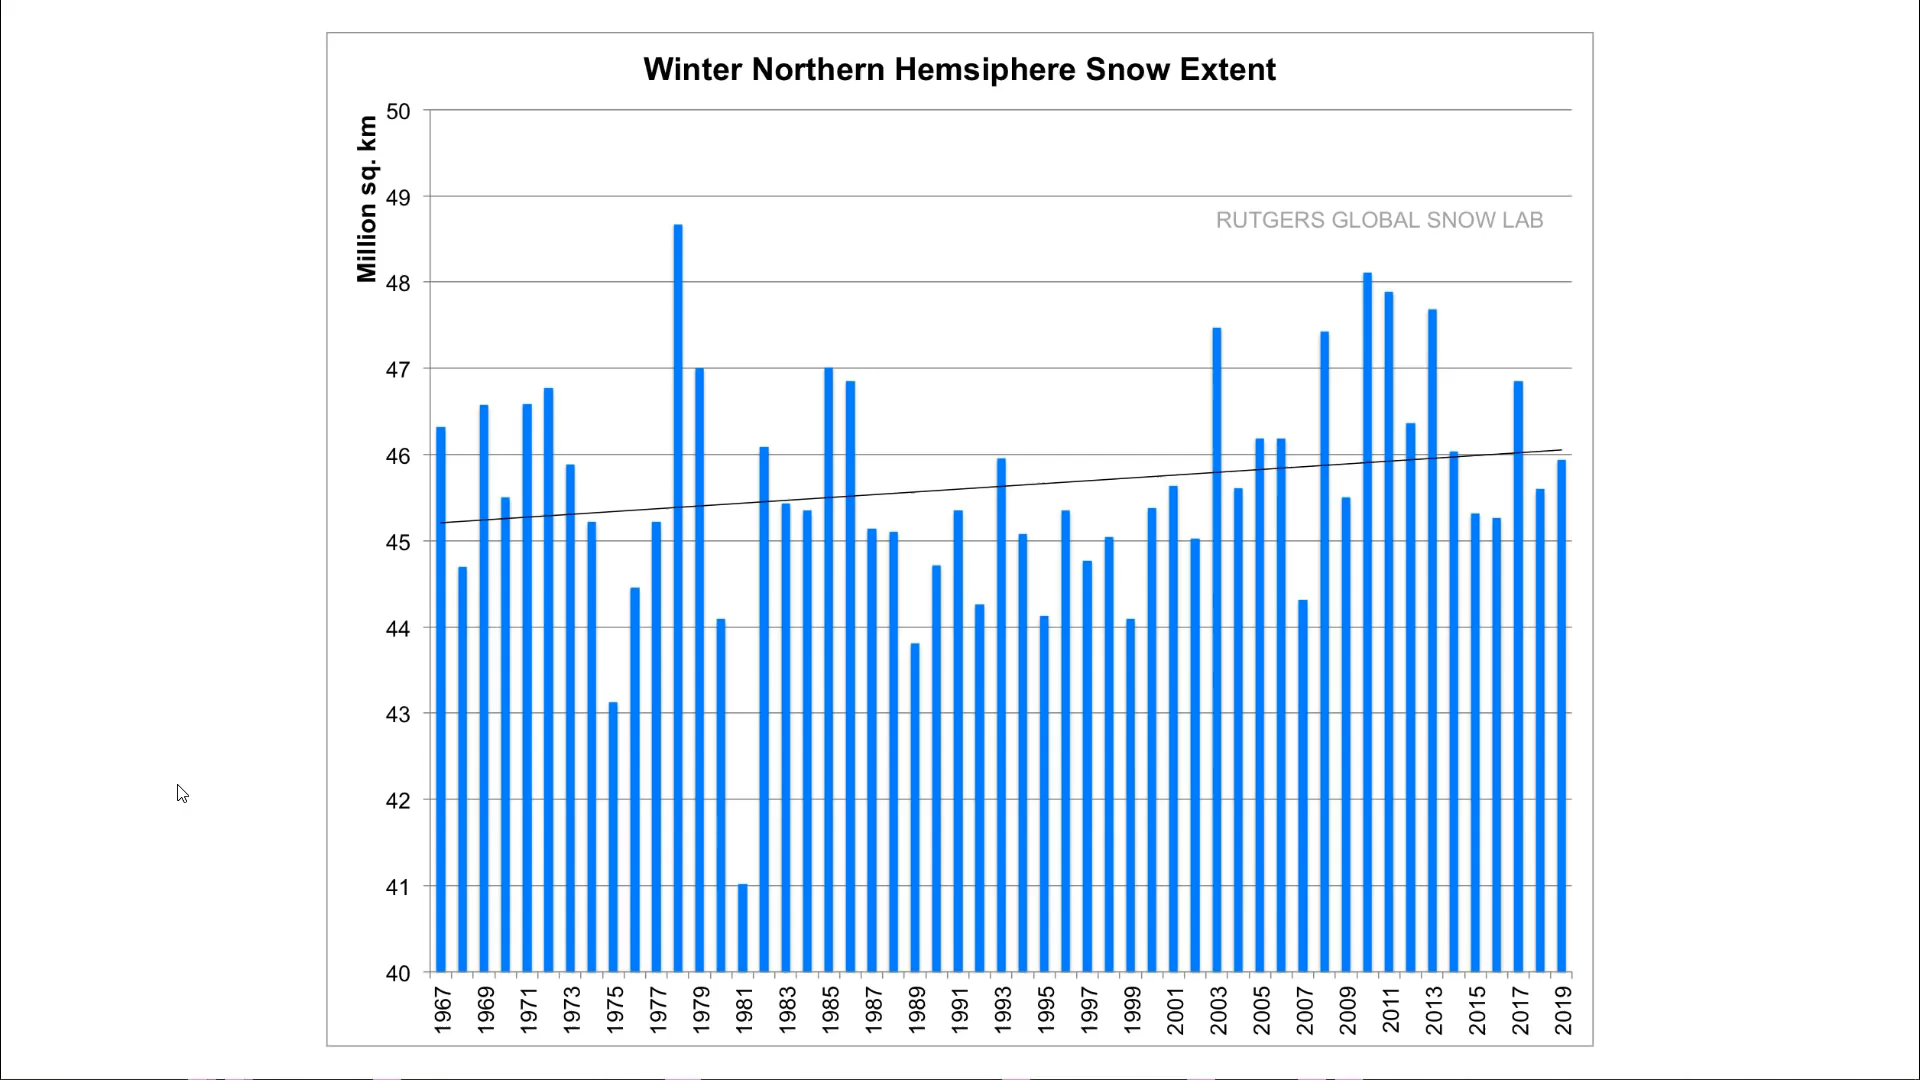 Winter Northern Hemsiphere Snow Extent
Million sq. km
50
49
48
47
46
45
44
43
42
41
40
RUTGERS GLOBAL SNOW LAB
1967 1969 1971 1973 1975 1977 1979 1981 1983 1985 1987 1989 1991 1993 1995 1997 1999 2001 2003 2005 2007 2009 2011 2013 2015 2017 2019